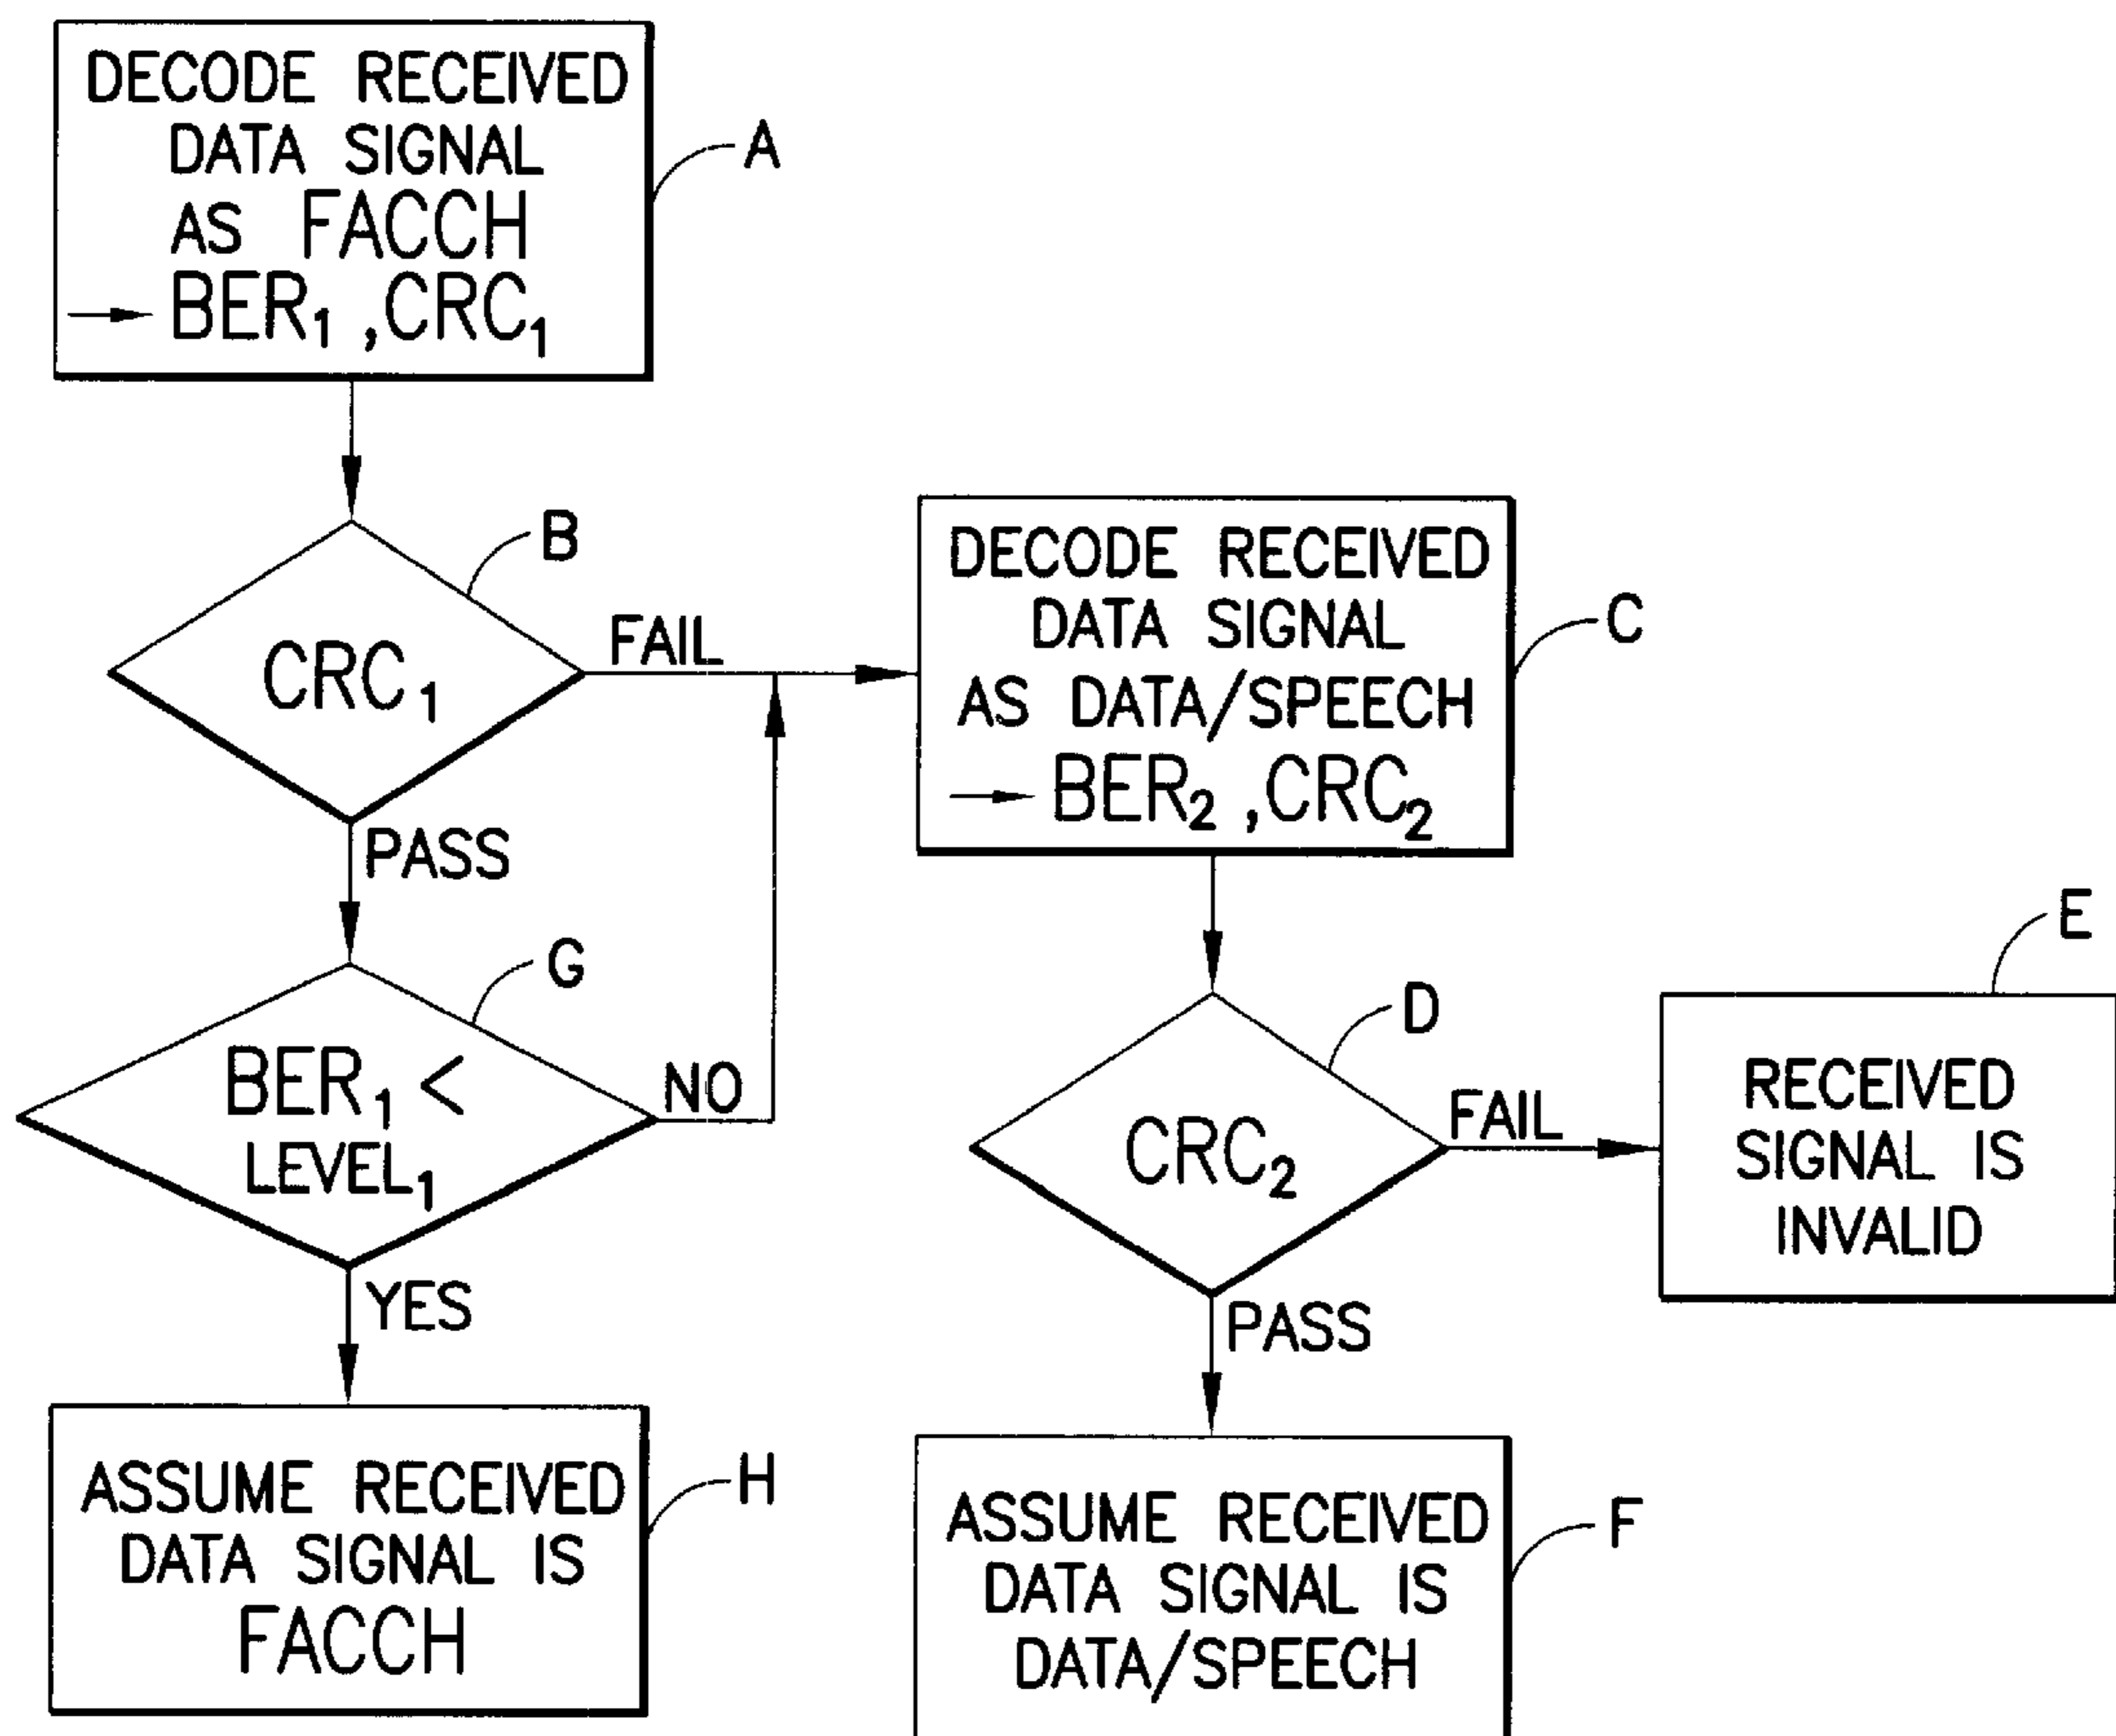 DECODE RECEIVED
DATA SIGNAL
AS FACCH
→ BER₁ ,CRC₁
A
B
CRC₁
FAIL
PASS
DECODE RECEIVED
DATA SIGNAL
AS DATA/SPEECH
→ BER₂ ,CRC₂
C
G
BER₁ <
LEVEL₁
NO
YES
D
CRC₂
FAIL
PASS
E
RECEIVED
SIGNAL IS
INVALID
ASSUME RECEIVED
DATA SIGNAL IS
FACCH
H
ASSUME RECEIVED
DATA SIGNAL IS
DATA/SPEECH
F